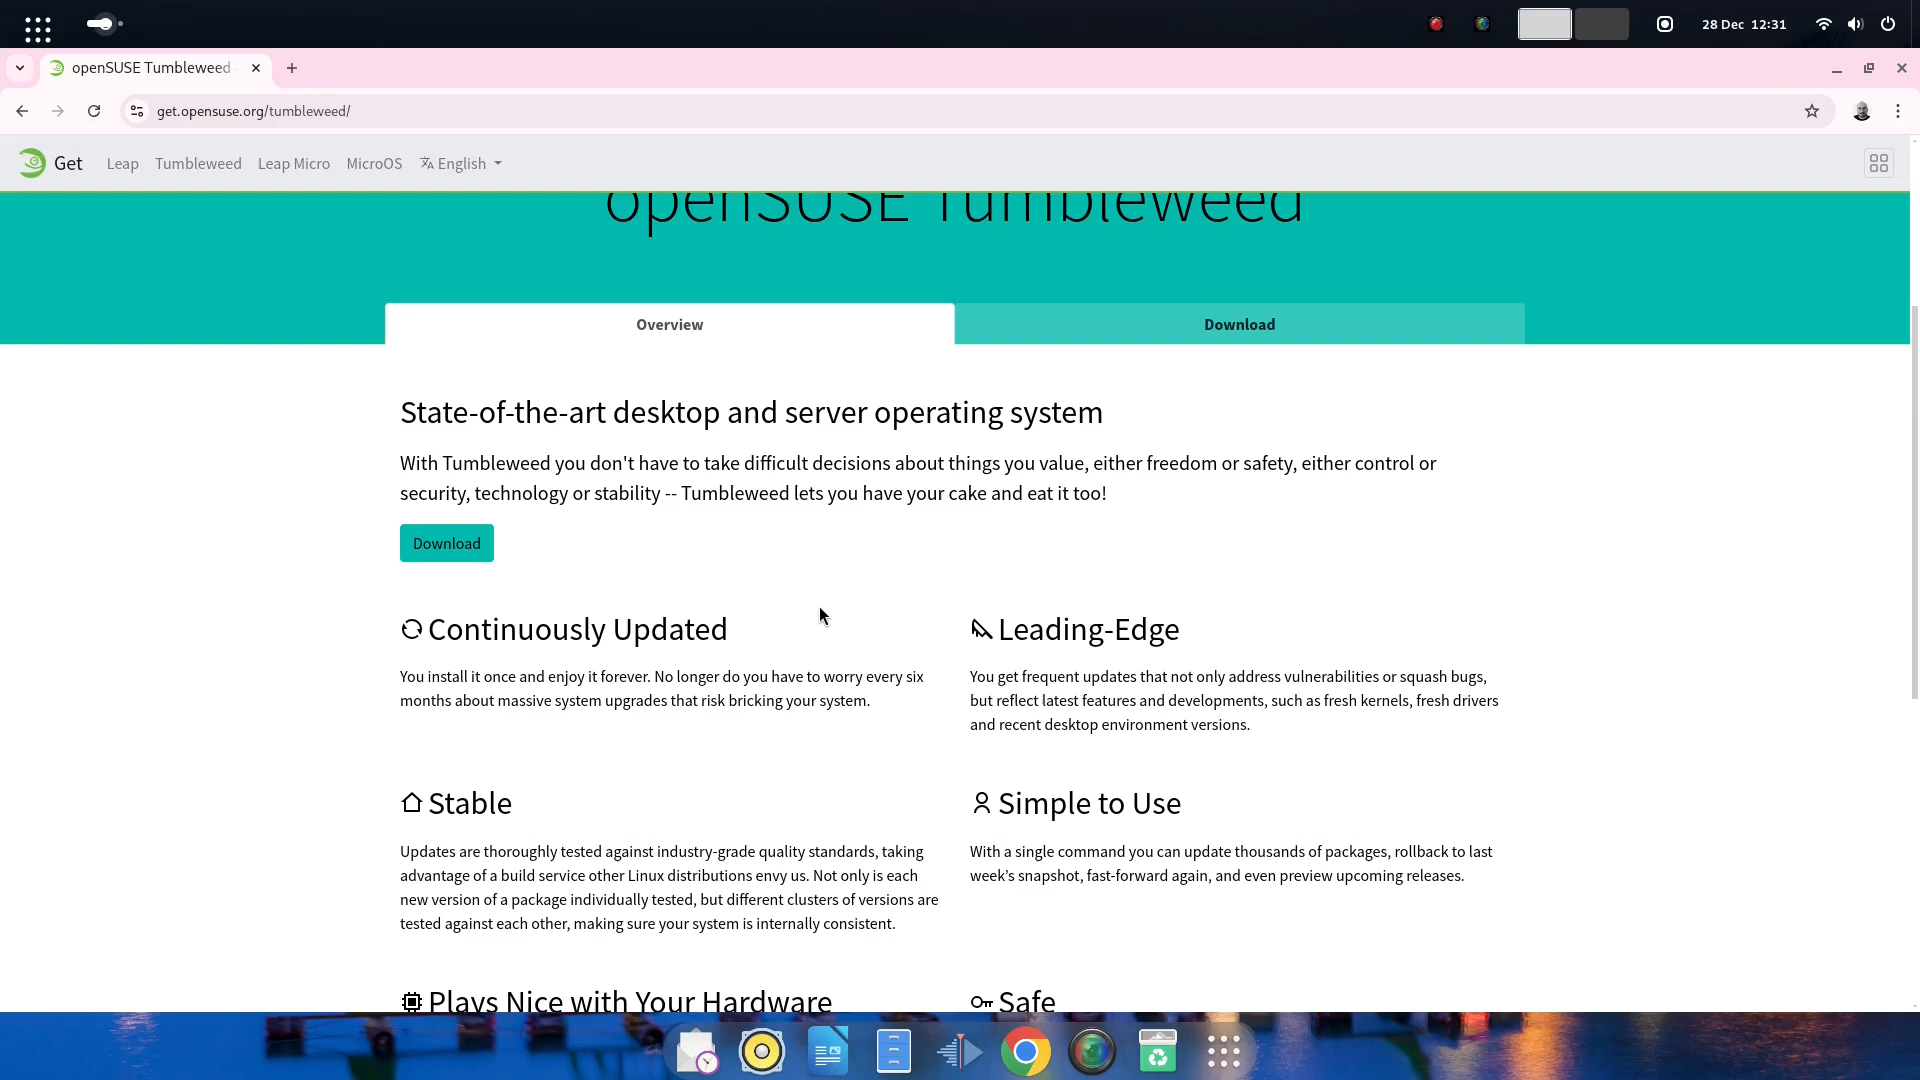 28 Dec 12:31
openSUSE Tumbleweed
get.opensuse.org/tumbleweed/
Get Leap Tumbleweed Leap Micro MicroOS English
openSUSE Tumbleweed
Overview Download
State-of-the-art desktop and server operating system
With Tumbleweed you don't have to take difficult decisions about things you value, either freedom or safety, either control or
security, technology or stability -- Tumbleweed lets you have your cake and eat it too!
Download
Continuously Updated
You install it once and enjoy it forever. No longer do you have to worry every six
months about massive system upgrades that risk bricking your system.
Leading-Edge
You get frequent updates that not only address vulnerabilities or squash bugs,
but reflect latest features and developments, such as fresh kernels, fresh drivers
and recent desktop environment versions.
Stable
Updates are thoroughly tested against industry-grade quality standards, taking
advantage of a build service other Linux distributions envy us. Not only is each
new version of a package individually tested, but different clusters of versions are
tested against each other, making sure your system is internally consistent.
Simple to Use
With a single command you can update thousands of packages, rollback to last
week’s snapshot, fast-forward again, and even preview upcoming releases.
Plays Nice with Your Hardware
Safe